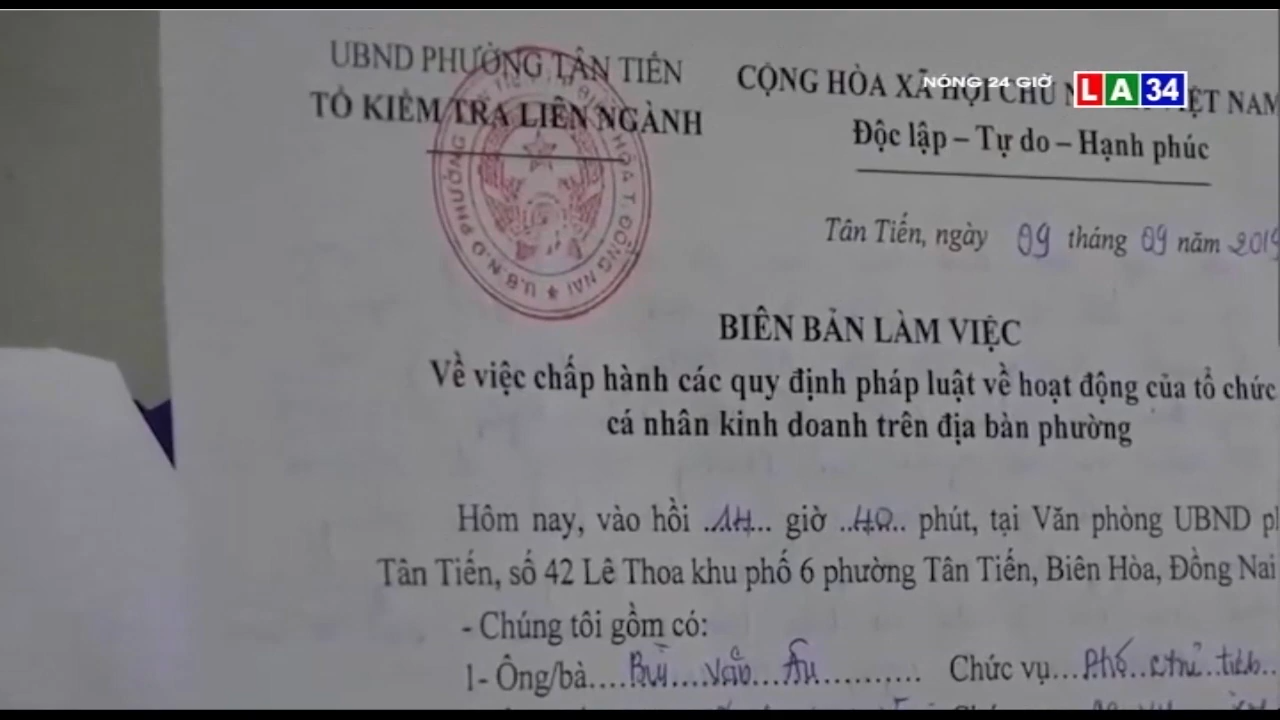 UBND PHƯỜNG TÂN TIẾN
TỔ KIỂM TRA LIÊN NGÀNH
CỘNG HÒA XÃ HỘI CHỦ VIỆT NAM
NÓNG 24 GIỜ
LA34
Độc lập – Tự do – Hạnh phúc
Tân Tiến, ngày 09 tháng 09 năm 2019
BIÊN BẢN LÀM VIỆC
Về việc chấp hành các quy định pháp luật về hoạt động của tổ chức
cá nhân kinh doanh trên địa bàn phường
Hôm nay, vào hồi giờ phút, tại Văn phòng UBND
Tân Tiến, số 42 Lê Thoa khu phố 6 phường Tân Tiến, Biên Hòa, Đồng Nai
- Chúng tôi gồm có:
1- Ông/bà....Bùi....Văn....Âu.......... Chức vụ...Phó..chủ..tịch..
U.B.N.D PHƯỜNG HÒA T. ĐỒNG NAI